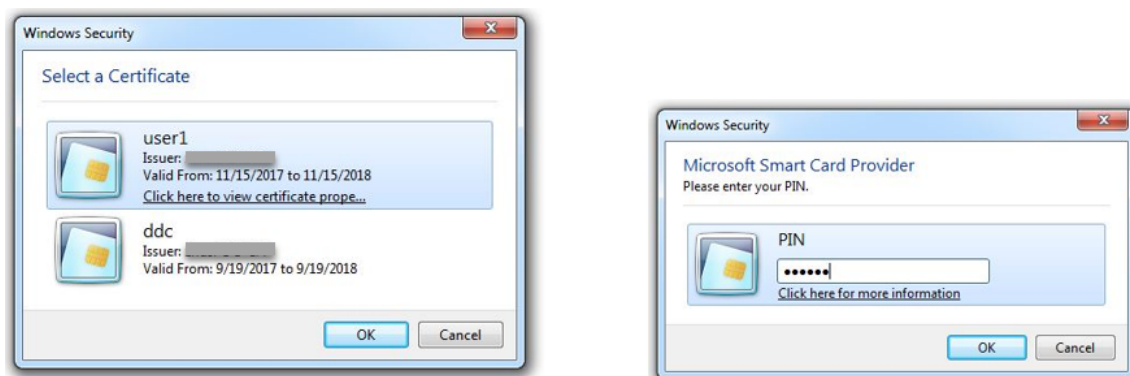 Windows Security
Select a Certificate
user1
Issuer:
Valid From: 11/15/2017 to 11/15/2018
Click here to view certificate prope...
ddc
Issuer:
Valid From: 9/19/2017 to 9/19/2018
OK Cancel
Windows Security
Microsoft Smart Card Provider
Please enter your PIN.
PIN
••••••
Click here for more information
OK Cancel